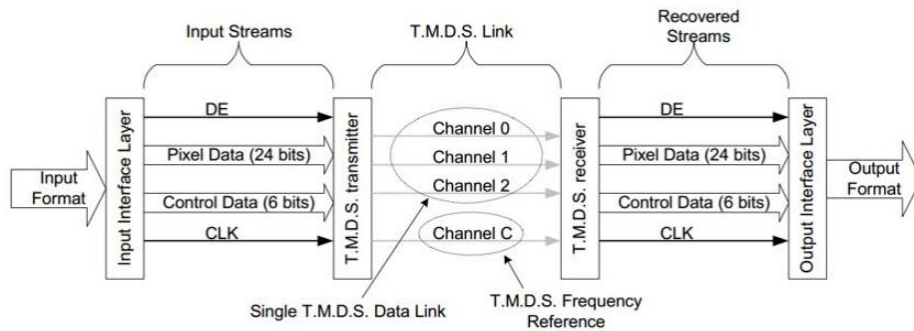 Input Streams
T.M.D.S. Link
Recovered
Streams
Input
Format
Input Interface Layer
DE
Pixel Data (24 bits)
Control Data (6 bits)
CLK
T.M.D.S. transmitter
Channel 0
Channel 1
Channel 2
Channel C
T.M.D.S. receiver
DE
Pixel Data (24 bits)
Control Data (6 bits)
CLK
Output Interface Layer
Output
Format
Single T.M.D.S. Data Link
T.M.D.S. Frequency
Reference